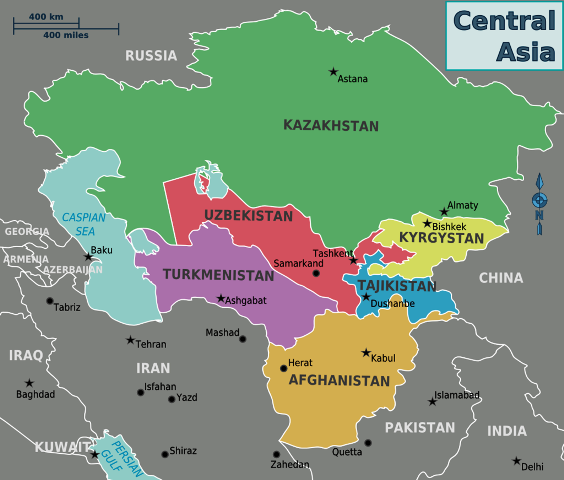 400 km
400 miles
Central
Asia
RUSSIA
Astana
KAZAKHSTAN
CASPIAN
SEA
UZBEKISTAN
Almaty
Bishkek
KYRGYSTAN
N
GEORGIA
ARMENIA
AZERBAIJAN
Baku
Tashkent
Samarkand
TURKMENISTAN
TAJIKISTAN
CHINA
Dushanbe
Ashgabat
Tabriz
Tehran
Mashad
Herat
Kabul
AFGHANISTAN
IRAQ
IRAN
Baghdad
Isfahan
Yazd
Islamabad
PAKISTAN
INDIA
KUWAIT
PERSIAN
GULF
Shiraz
Zahedan
Quetta
Delhi